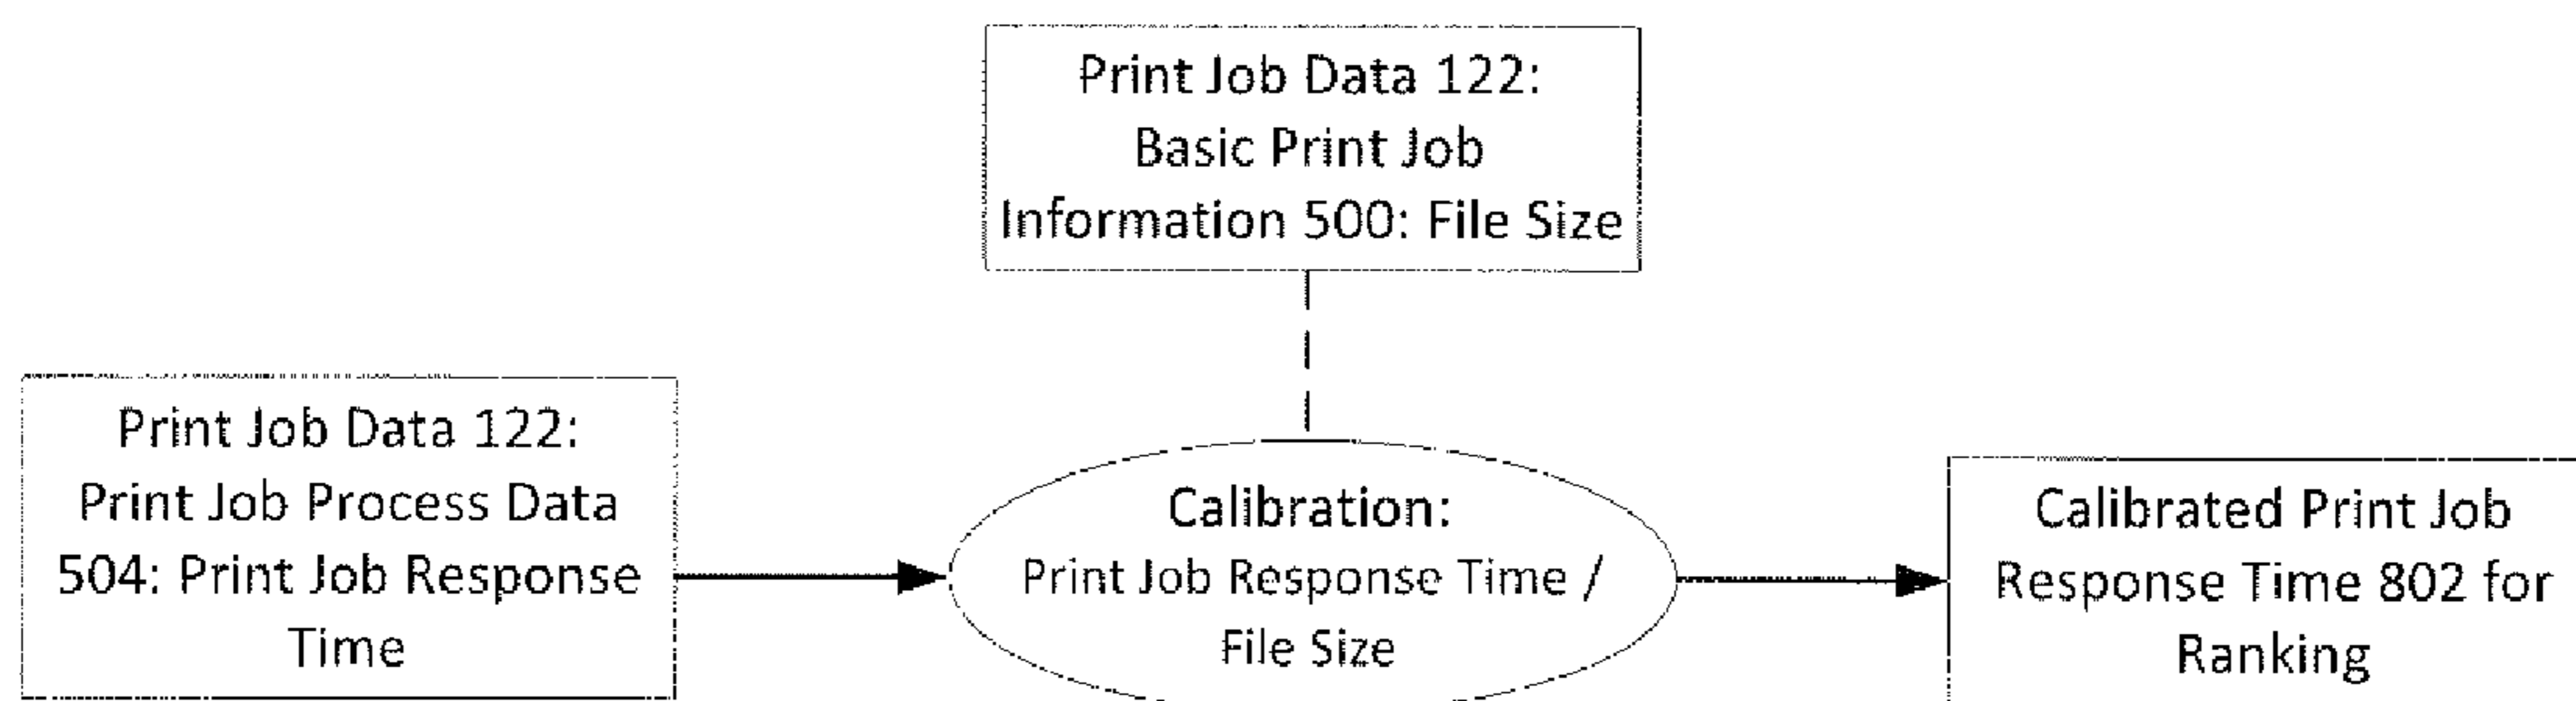 Print Job Data 122:
Basic Print Job
Information 500: File Size
Print Job Data 122:
Print Job Process Data
504: Print Job Response
Time
Calibration:
Print Job Response Time /
File Size
Calibrated Print Job
Response Time 802 for
Ranking